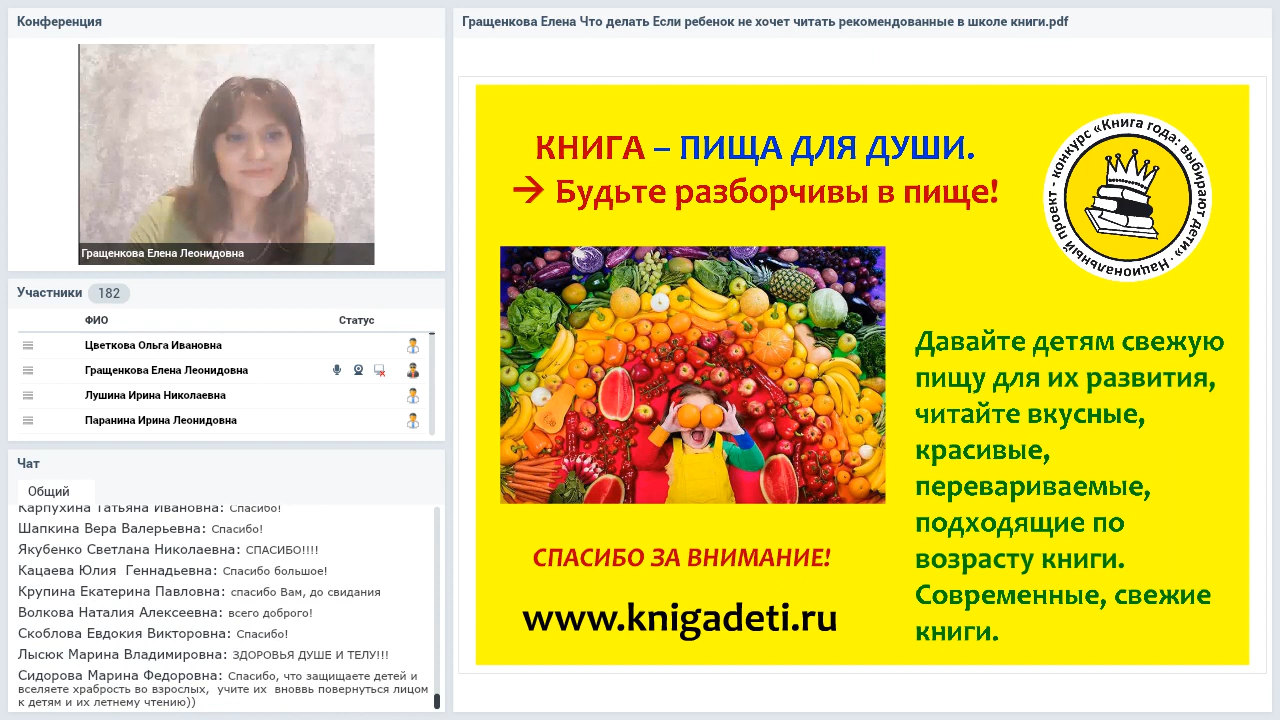 Конференция
Гращенкова Елена Леонидовна
Участники 182
ФИО Статус
Цветкова Ольга Ивановна
Гращенкова Елена Леонидовна
Лушина Ирина Николаевна
Паранина Ирина Леонидовна
Чат
Общий
Карпухина Татьяна Ивановна: Спасибо!
Шапкина Вера Валерьевна: Спасибо!
Якубенко Светлана Николаевна: СПАСИБО!!!!
Кацаева Юлия Геннадьевна: Спасибо большое!
Крупина Екатерина Павловна: спасибо Вам, до свидания
Волкова Наталия Алексеевна: всего доброго!
Скоблова Евдокия Викторовна: Спасибо!
Лысюк Марина Владимировна: ЗДОРОВЬЯ ДУШЕ И ТЕЛУ!!!
Сидорова Марина Федоровна: Спасибо, что защищаете детей и
вселяете храбрость во взрослых, учите их вноввь повернуться лицом
к детям и их летнему чтению))
Гращенкова Елена Что делать Если ребенок не хочет читать рекомендованные в школе книги.pdf
КНИГА – ПИЩА ДЛЯ ДУШИ.
→ Будьте разборчивы в пище!
Национальный проект - конкурс «Книга года: выбирают дети» ·
Давайте детям свежую
пищу для их развития,
читайте вкусные,
красивые,
перевариваемые,
подходящие по
возрасту книги.
Современные, свежие
книги.
СПАСИБО ЗА ВНИМАНИЕ!
www.knigadeti.ru